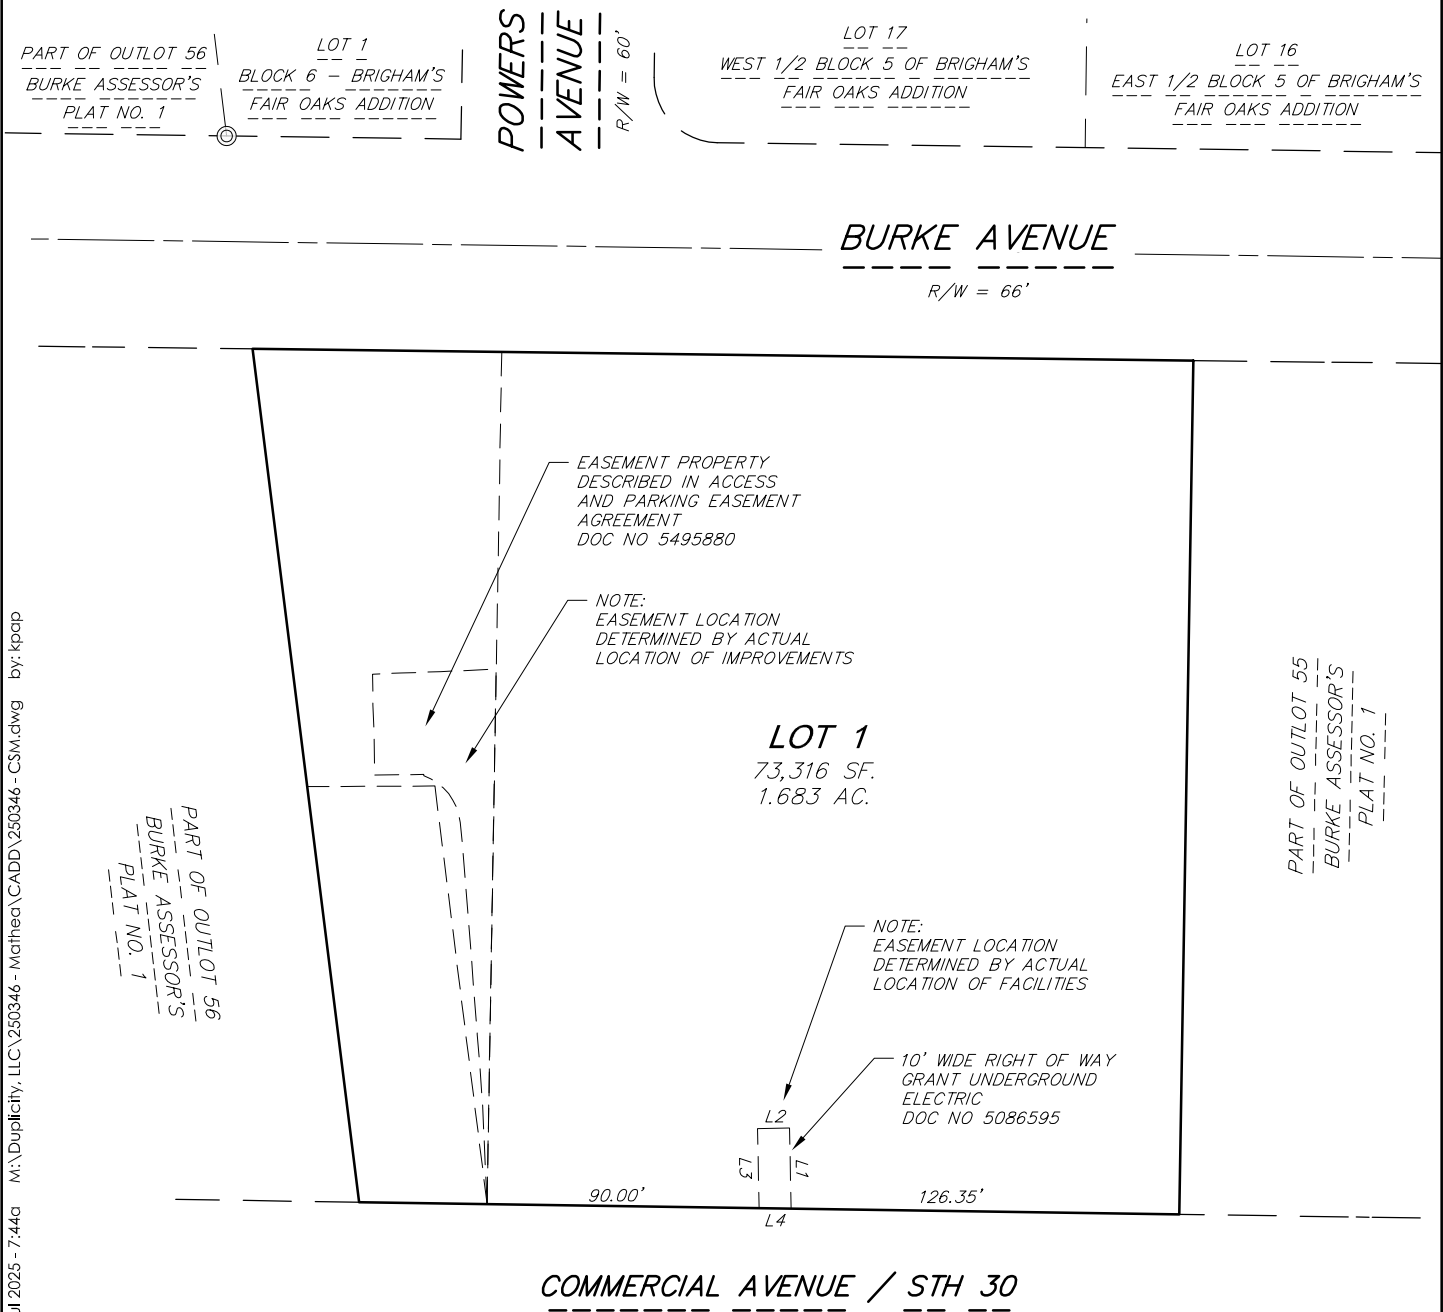 PART OF OUTLOT 56
BURKE ASSESSOR'S
PLAT NO. 1
LOT 1
BLOCK 6 - BRIGHAM'S
FAIR OAKS ADDITION
POWERS
AVENUE
R/W = 60'
LOT 17
WEST 1/2 BLOCK 5 OF BRIGHAM'S
FAIR OAKS ADDITION
LOT 16
EAST 1/2 BLOCK 5 OF BRIGHAM'S
FAIR OAKS ADDITION
BURKE AVENUE
R/W = 66'
EASEMENT PROPERTY
DESCRIBED IN ACCESS
AND PARKING EASEMENT
AGREEMENT
DOC NO 5495880
NOTE:
EASEMENT LOCATION
DETERMINED BY ACTUAL
LOCATION OF IMPROVEMENTS
LOT 1
73,316 SF.
1.683 AC.
PART OF OUTLOT 55
BURKE ASSESSOR'S
PLAT NO. 1
PART OF OUTLOT 56
BURKE ASSESSOR'S
PLAT NO. 1
NOTE:
EASEMENT LOCATION
DETERMINED BY ACTUAL
LOCATION OF FACILITIES
10' WIDE RIGHT OF WAY
GRANT UNDERGROUND
ELECTRIC
DOC NO 5086595
L2
L3
L1
90.00'
126.35'
L4
COMMERCIAL AVENUE / STH 30
2025 - 7:44a M:\Duplicity, LLC\250346 - Mathea\CADD\250346 - CSM.dwg by: kpap